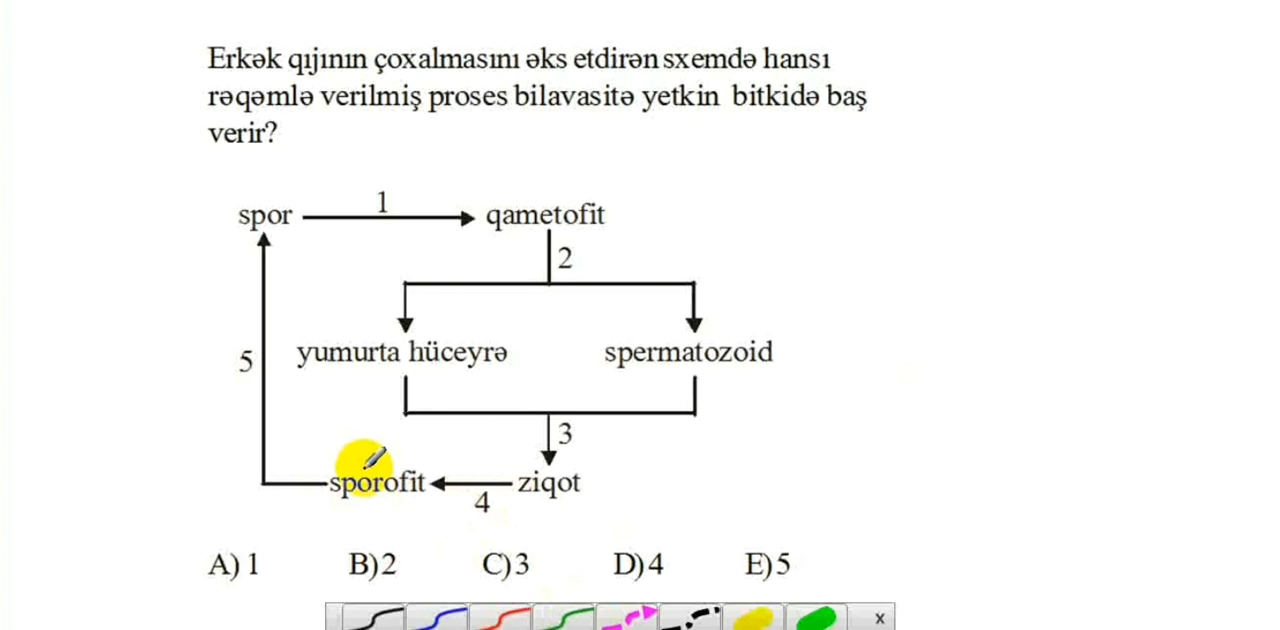 Erkək qıjının çoxalmasını əks etdirən sxemdə hansı
rəqəmlə verilmiş proses bilavasitə yetkin bitkidə baş
verir?
1
spor
qametofit
2
5
yumurta hüceyrə
spermatozoid
3
sporofit
ziqot
4
A) 1 B)2 C)3 D)4 E)5
x